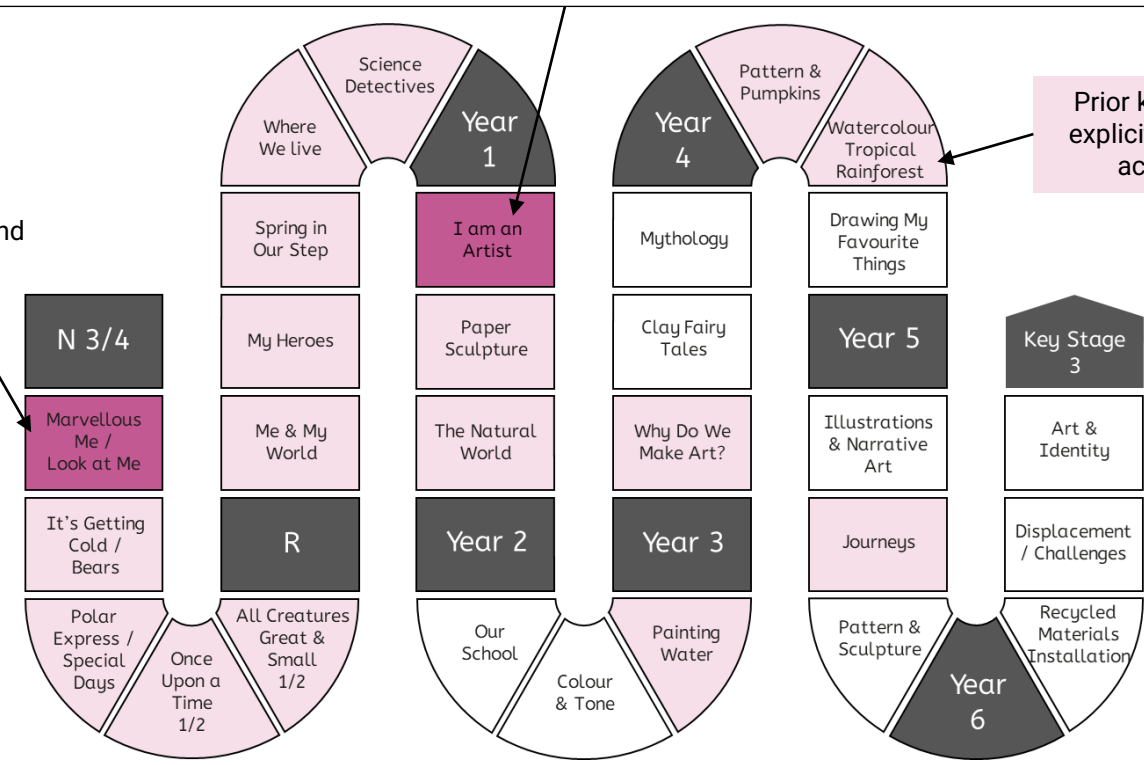 nd
N 3/4
Marvellous
Me /
Look at Me
It's Getting
Cold /
Bears
Polar
Express /
Special
Days
Once
Upon a
Time
1/2
All Creatures
Great &
Small
1/2
R
Me & My
World
My Heroes
Spring in
Our Step
Where
We live
Science
Detectives
Year
1
I am an
Artist
Paper
Sculpture
The Natural
World
Year 2
Our
School
Colour
& Tone
Painting
Water
Year 3
Why Do We
Make Art?
Clay Fairy
Tales
Mythology
Year
4
Pattern &
Pumpkins
Watercolour
Tropical
Rainforest
Prior k
explici
ac
Drawing My
Favourite
Things
Year 5
Illustrations
& Narrative
Art
Journeys
Pattern &
Sculpture
Year
6
Recycled
Materials
Installation
Displacement
/ Challenges
Art &
Identity
Key Stage
3